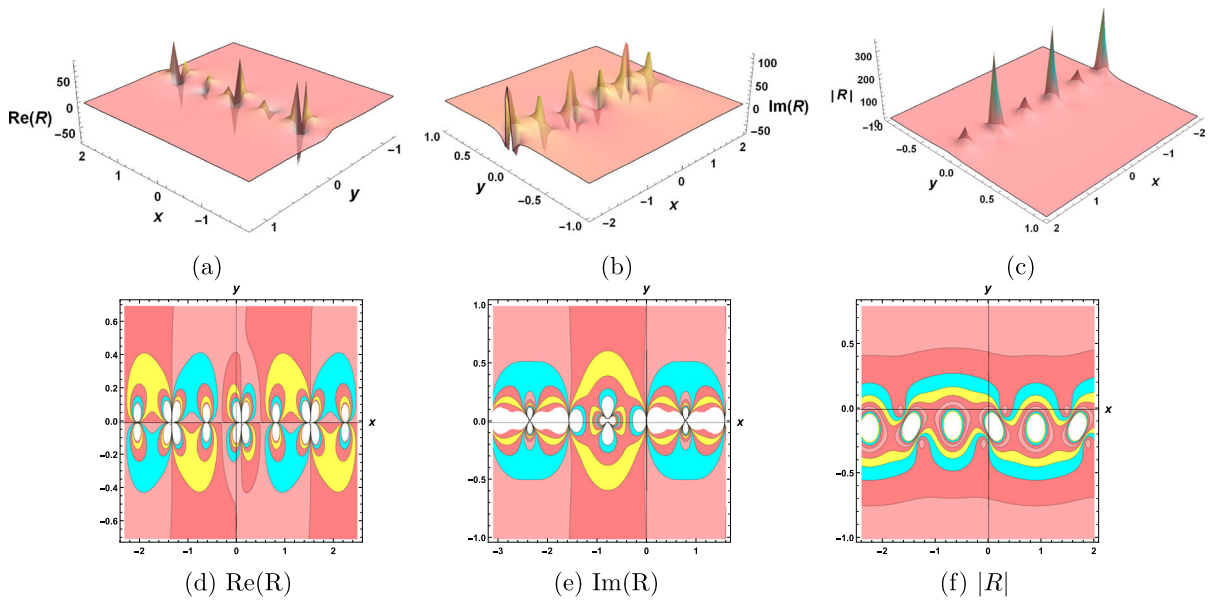 50
0
-50
Re(R)
2
1
0
-1
x
-1
0
1
y
(a)
100
50
0
-50
Im(R)
1.0
0.5
0.0
-0.5
-1.0
y
-2
-1
0
1
2
x
(b)
300
200
100
0
|R|
-1.0
-0.5
0.0
0.5
1.0
y
-2
-1
0
1
2
x
(c)
y
0.6
0.4
0.2
0.0
-0.2
-0.4
-0.6
x
-2 -1 0 1 2
(d) Re(R)
y
1.0
0.5
0.0
-0.5
-1.0
x
-3 -2 -1 0 1
(e) Im(R)
y
0.5
0.0
-0.5
-1.0
x
-2 -1 0 1 2
(f) |R|